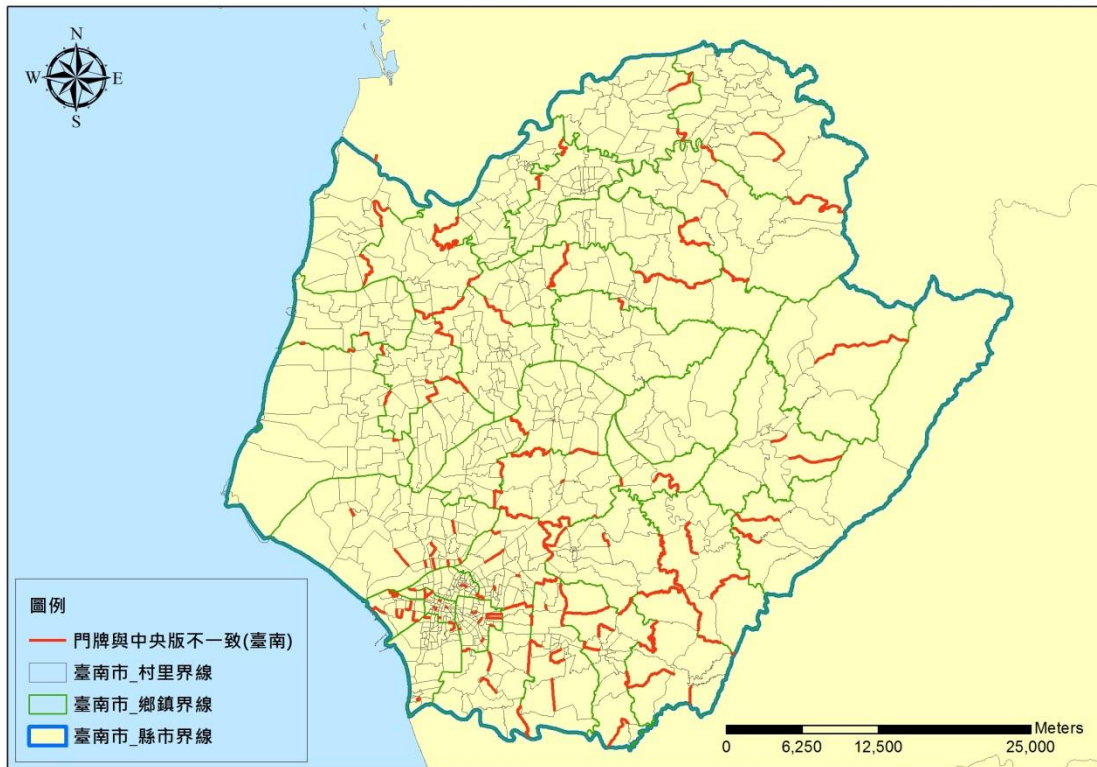 N
W E
S
圖例
門牌與中央版不一致(臺南)
臺南市_村里界線
臺南市_鄉鎮界線
臺南市_縣市界線
Meters
0 6,250 12,500 25,000